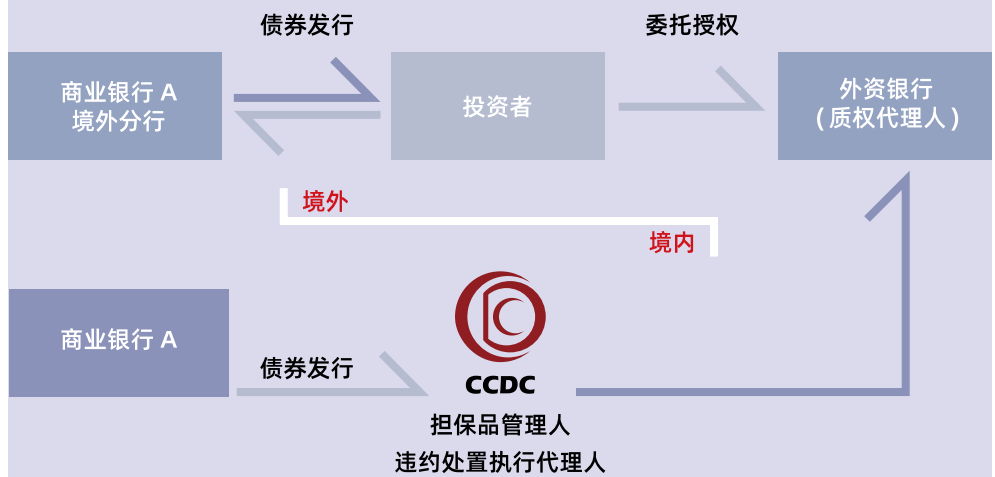 债券发行
委托授权
商业银行 A
境外分行
投资者
外资银行
(质权代理人)
境外
境内
商业银行 A
债券发行
CCDC
担保品管理人
违约处置执行代理人